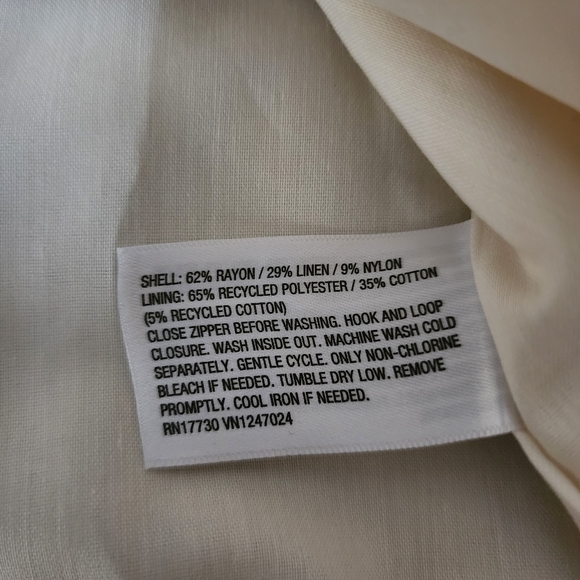 SHELL: 62% RAYON / 29% LINEN / 9% NYLON
LINING: 65% RECYCLED POLYESTER / 35% COTTON
(5% RECYCLED COTTON)
CLOSE ZIPPER BEFORE WASHING. HOOK AND LOOP
CLOSURE. WASH INSIDE OUT. MACHINE WASH COLD
SEPARATELY. GENTLE CYCLE. ONLY NON-CHLORINE
BLEACH IF NEEDED. TUMBLE DRY LOW. REMOVE
PROMPTLY. COOL IRON IF NEEDED.
RN17730 VN1247024